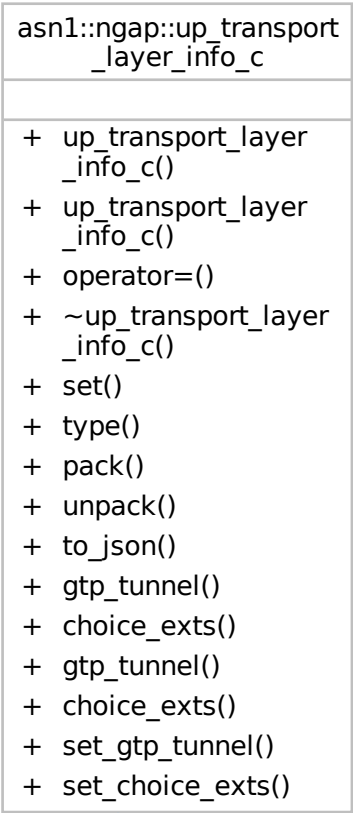 asn1::ngap::up_transport
_layer_info_c
+ up_transport_layer
_info_c()
+ up_transport_layer
_info_c()
+ operator=()
+ ~up_transport_layer
_info_c()
+ set()
+ type()
+ pack()
+ unpack()
+ to_json()
+ gtp_tunnel()
+ choice_exts()
+ gtp_tunnel()
+ choice_exts()
+ set_gtp_tunnel()
+ set_choice_exts()